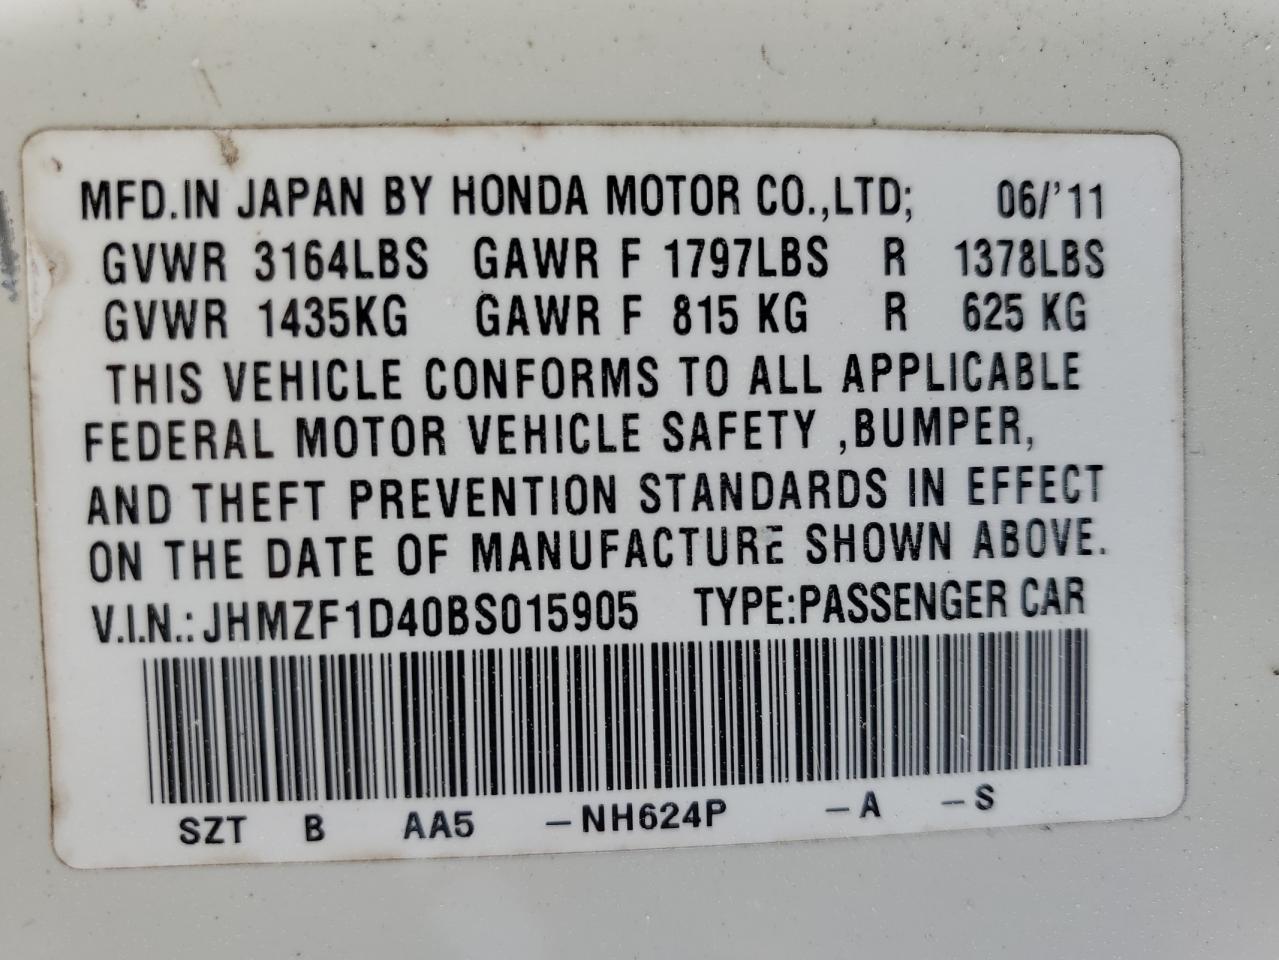 MFD.IN JAPAN BY HONDA MOTOR CO.,LTD; 06/'11
GVWR 3164LBS GAWR F 1797LBS R 1378LBS
GVWR 1435KG GAWR F 815 KG R 625 KG
THIS VEHICLE CONFORMS TO ALL APPLICABLE
FEDERAL MOTOR VEHICLE SAFETY ,BUMPER,
AND THEFT PREVENTION STANDARDS IN EFFECT
ON THE DATE OF MANUFACTURE SHOWN ABOVE.
V.I.N.: JHMZF1D40BS015905 TYPE:PASSENGER CAR
SZT B AA5 -NH624P -A -S